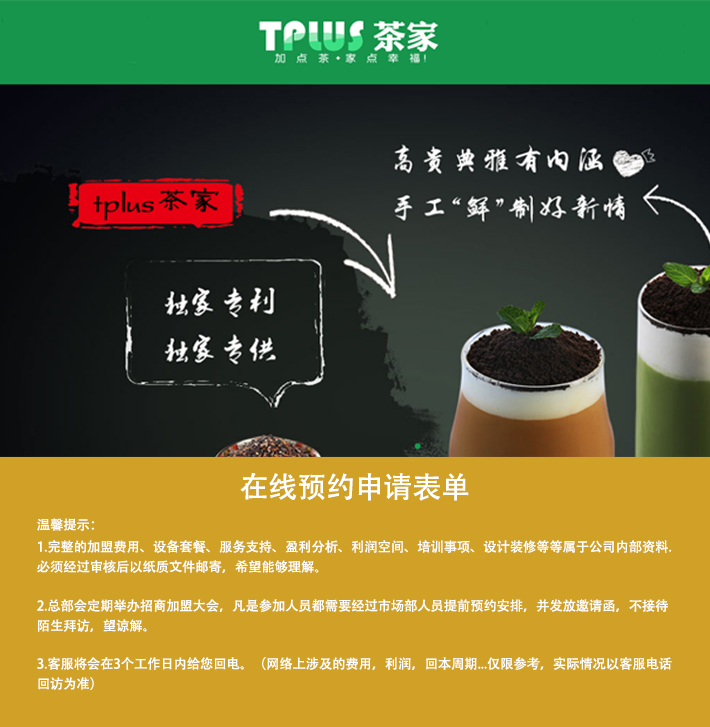 TPLUS 茶家
加点茶·家点幸福!
高贵典雅有内涵
手工“鲜”制好新情
tplus茶家
独家专利
独家专供
在线预约申请表单
温馨提示：
1.完整的加盟费用、设备套餐、服务支持、盈利分析、利润空间、培训事项、设计装修等等属于公司内部资料.
必须经过审核后以纸质文件邮寄，希望能够理解。
2.总部会定期举办招商加盟大会，凡是参加人员都需要经过市场部人员提前预约安排，并发放邀请函，不接待
陌生拜访，望谅解。
3.客服将会在3个工作日内给您回电。（网络上涉及的费用，利润，回本周期...仅限参考，实际情况以客服电话
回访为准）